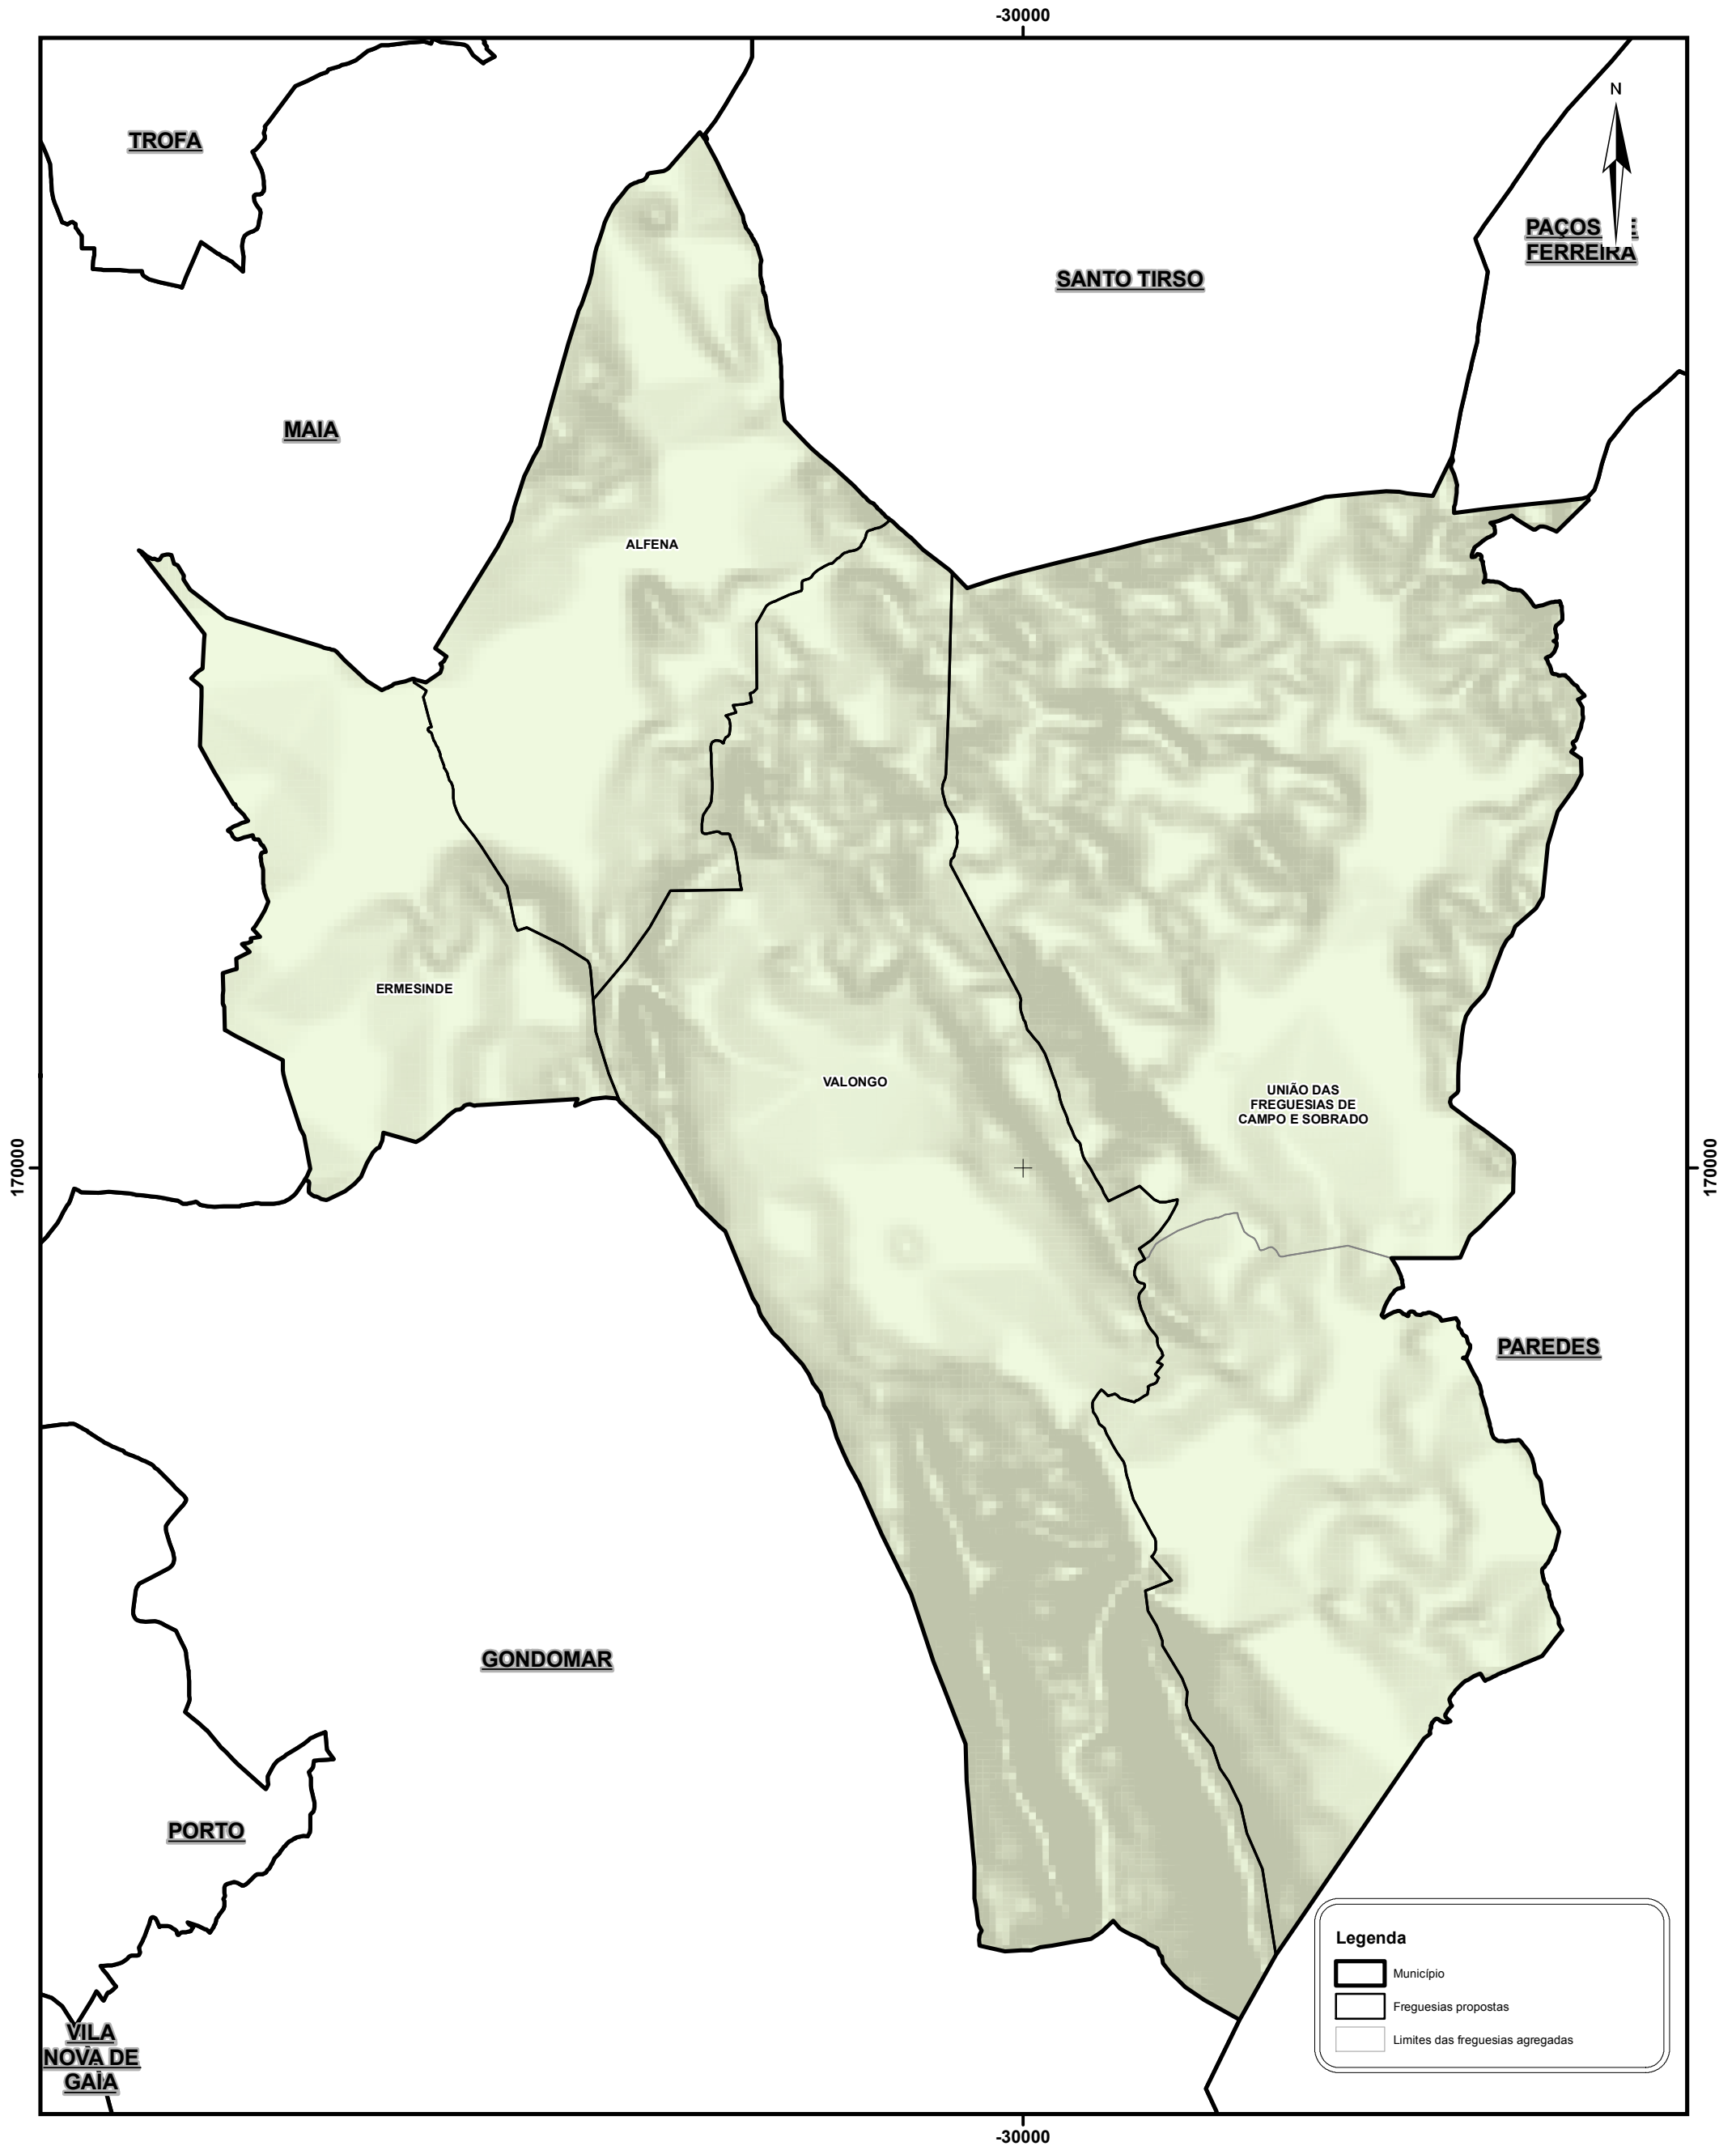 -30000
N
TROFA
PAÇOS
FERREIRA
SANTO TIRSO
MAIA
ALFENA
ERMESINDE
VALONGO
UNIÃO DAS
FREGUESIAS DE
CAMPO E SOBRADO
170000
170000
PAREDES
GONDOMAR
PORTO
VILA
NOVA DE
GAIA
Legenda
Município
Freguesias propostas
Limites das freguesias agregadas
-30000